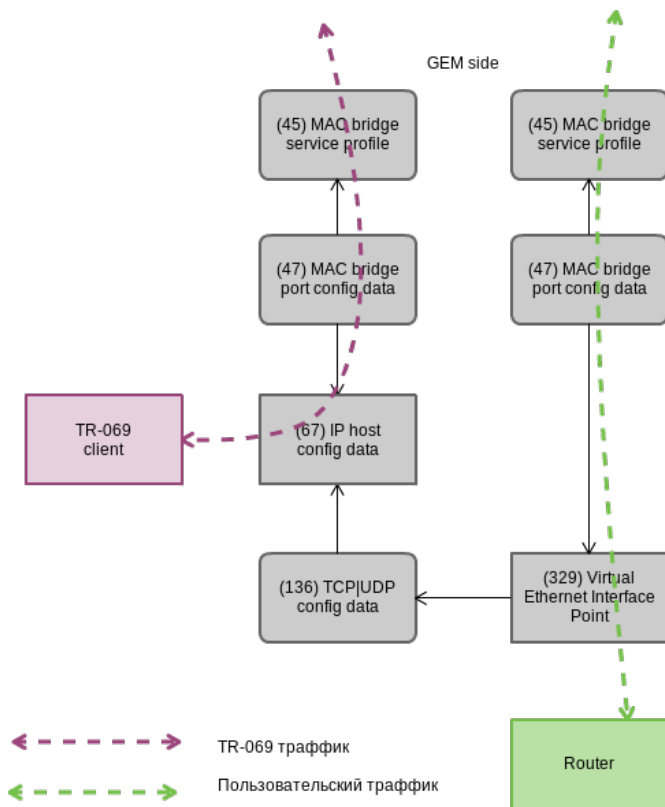 GEM side
(45) MAC bridge
service profile
(45) MAC bridge
service profile
(47) MAC bridge
port config data
(47) MAC bridge
port config data
TR-069
client
(67) IP host
config data
(136) TCP|UDP
config data
(329) Virtual
Ethernet Interface
Point
TR-069 траффик
Пользовательский траффик
Router